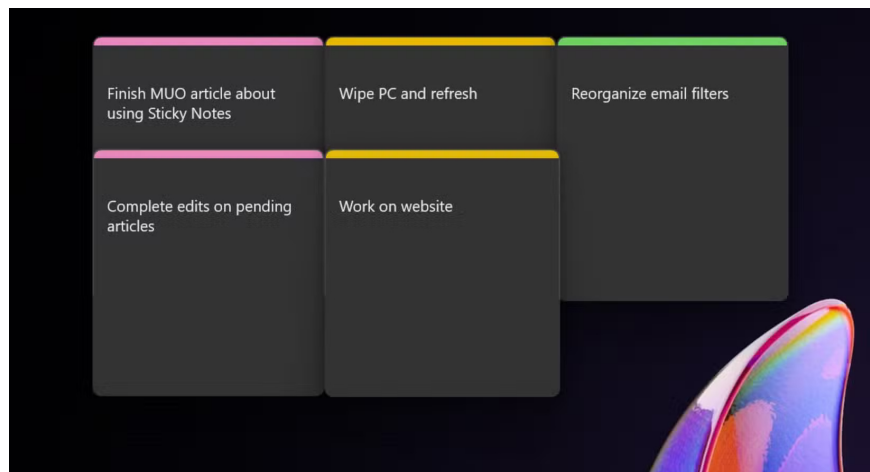 Finish MUO article about
using Sticky Notes
Wipe PC and refresh
Reorganize email filters
Complete edits on pending
articles
Work on website